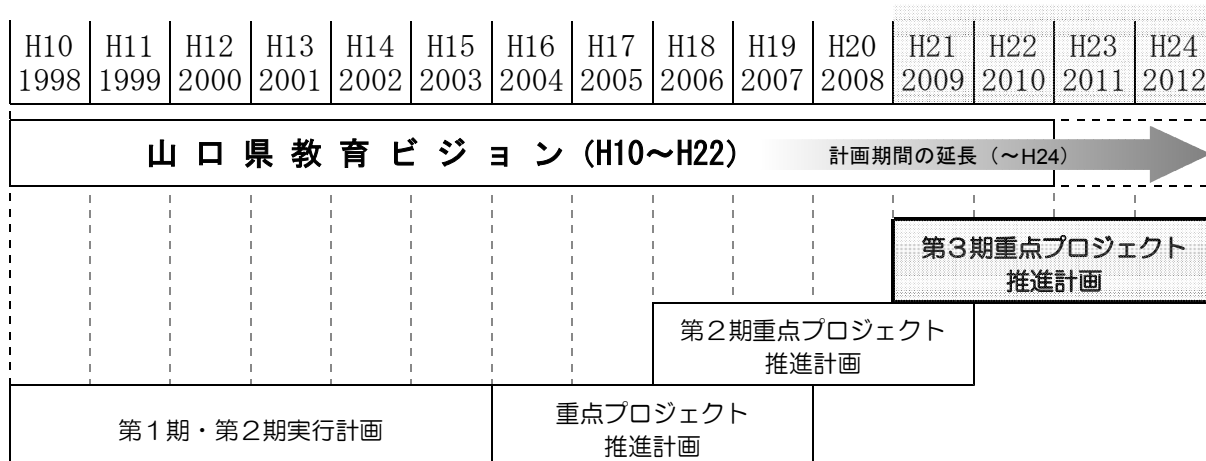 H10 H11 H12 H13 H14 H15 H16 H17 H18 H19 H20 H21 H22 H23 H24
1998 1999 2000 2001 2002 2003 2004 2005 2006 2007 2008 2009 2010 2011 2012
山口県教育ビジョン(H10～H22) 計画期間の延長（～H24）
第３期重点プロジェクト
推進計画
第２期重点プロジェクト
推進計画
第１期・第２期実行計画
重点プロジェクト
推進計画